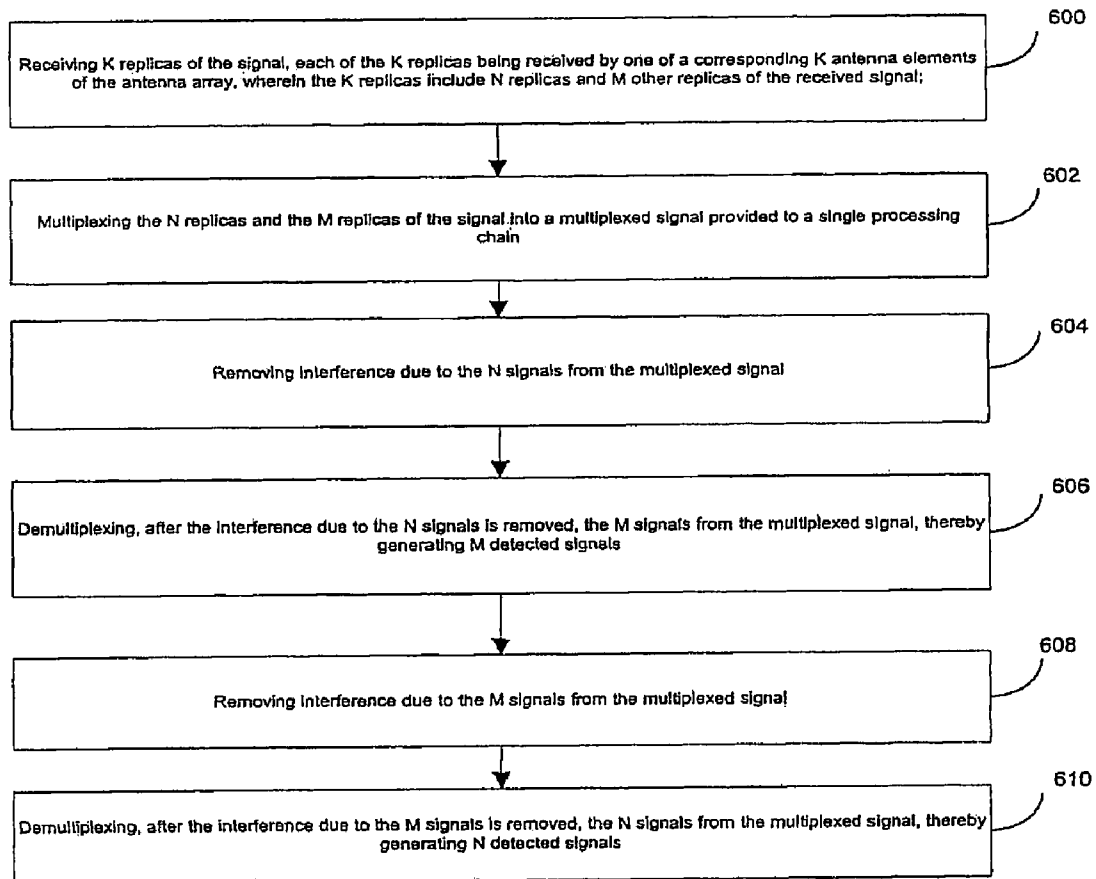 600
Receiving K replicas of the signal, each of the K replicas being received by one of a corresponding K antenna elements
of the antenna array, wherein the K replicas include N replicas and M other replicas of the received signal;
602
Multiplexing the N replicas and the M replicas of the signal into a multiplexed signal provided to a single processing
chain
604
Removing interference due to the N signals from the multiplexed signal
606
Demultiplexing, after the interference due to the N signals is removed, the M signals from the multiplexed signal, thereby
generating M detected signals
608
Removing interference due to the M signals from the multiplexed signal
610
Demultiplexing, after the interference due to the M signals is removed, the N signals from the multiplexed signal, thereby
generating N detected signals